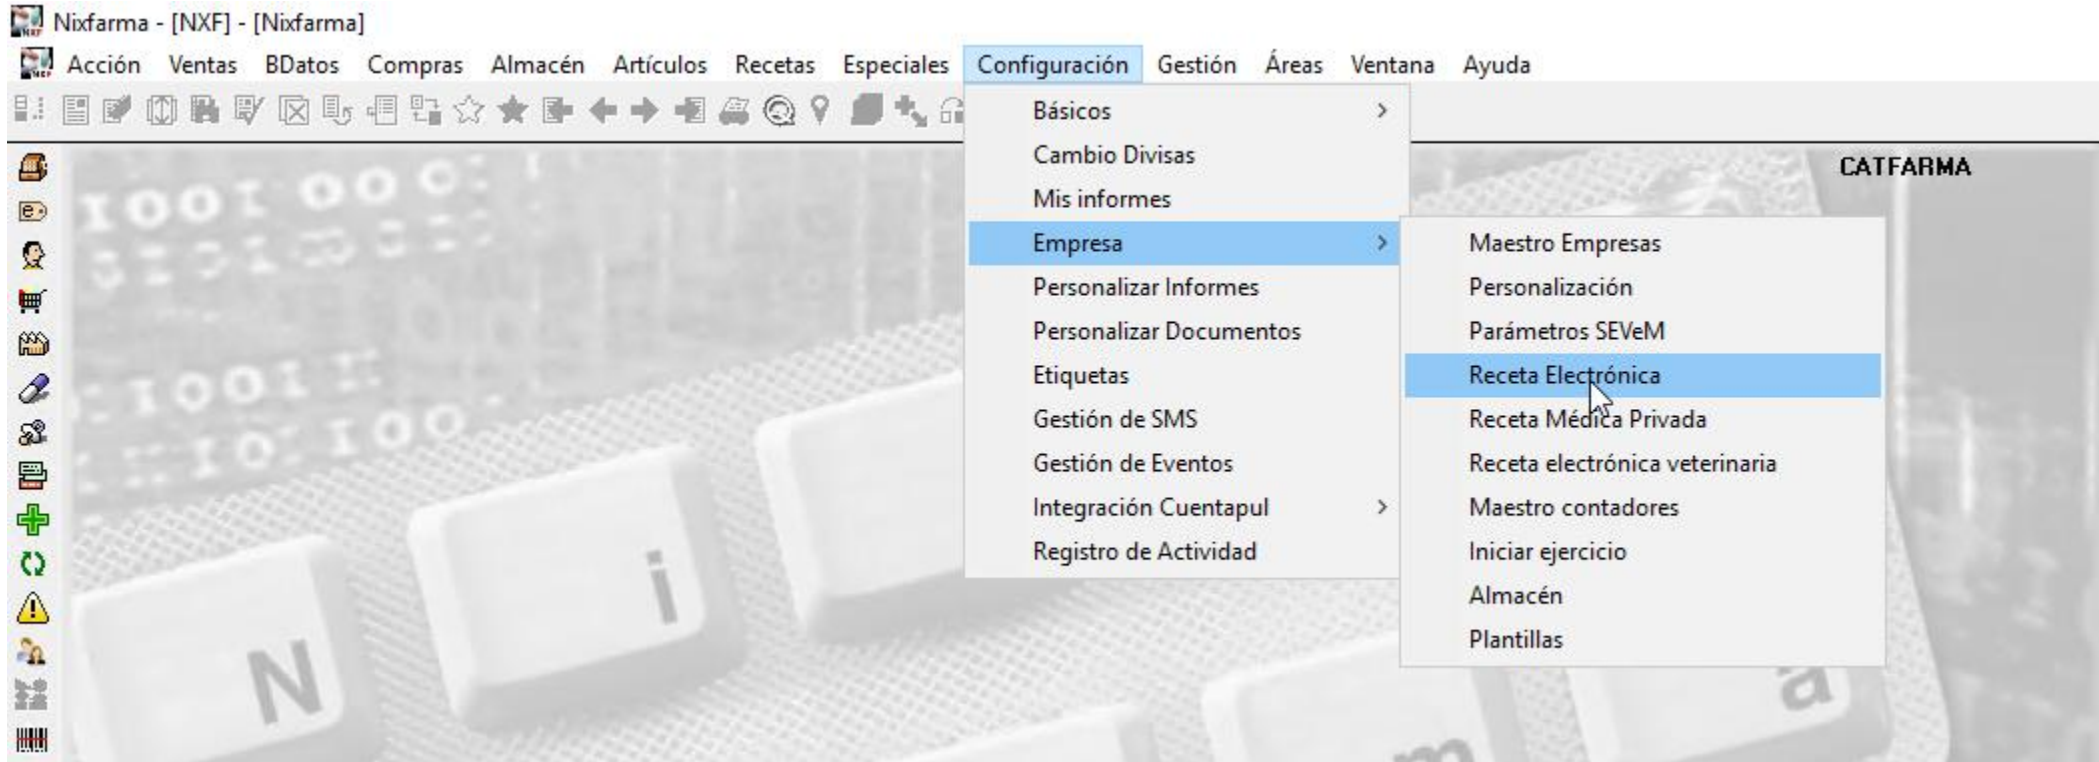 Nixfarma - [NXF] - [Nixfarma]
Acción Ventas BDatos Compras Almacén Artículos Recetas Especiales Configuración Gestión Áreas Ventana Ayuda
Básicos
Cambio Divisas
Mis informes
Empresa
Personalizar Informes
Personalizar Documentos
Etiquetas
Gestión de SMS
Gestión de Eventos
Integración Cuentapul
Registro de Actividad
CATFARMA
Maestro Empresas
Personalización
Parámetros SEVeM
Receta Electrónica
Receta Médica Privada
Receta electrónica veterinaria
Maestro contadores
Iniciar ejercicio
Almacén
Plantillas
N i
m a